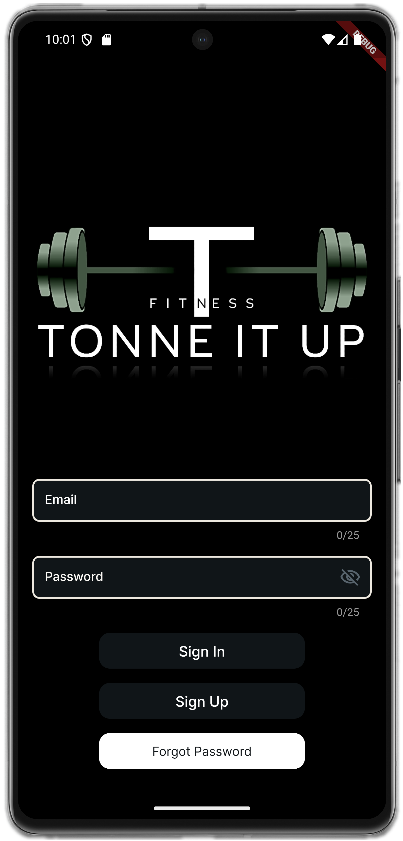 10:01
DEBUG
T
FITNESS
TONNE IT UP
Email
0/25
Password
0/25
Sign In
Sign Up
Forgot Password